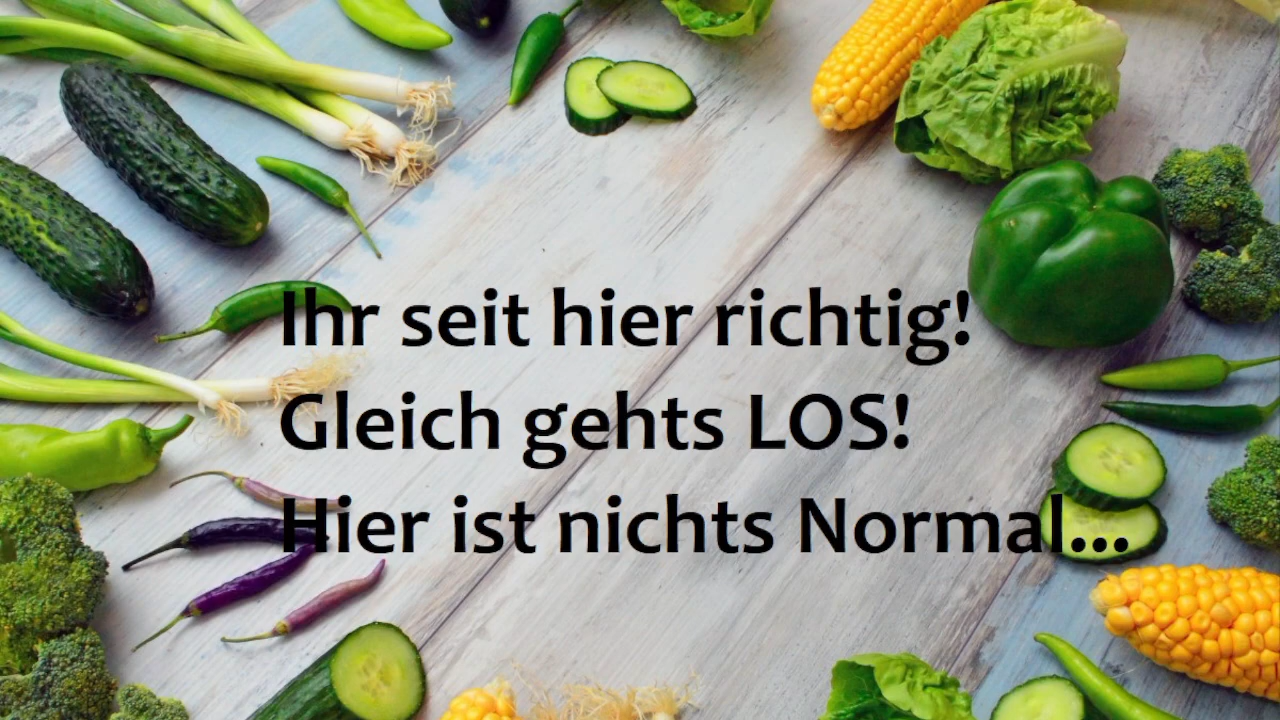 Ihr seit hier richtig!
Gleich gehts LOS!
Hier ist nichts Normal...